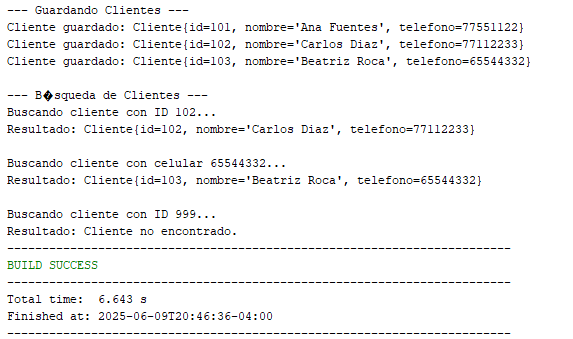 --- Guardando Clientes ---
Cliente guardado: Cliente{id=101, nombre='Ana Fuentes', telefono=77551122}
Cliente guardado: Cliente{id=102, nombre='Carlos Diaz', telefono=77112233}
Cliente guardado: Cliente{id=103, nombre='Beatriz Roca', telefono=65544332}
--- B�squeda de Clientes ---
Buscando cliente con ID 102...
Resultado: Cliente{id=102, nombre='Carlos Diaz', telefono=77112233}
Buscando cliente con celular 65544332...
Resultado: Cliente{id=103, nombre='Beatriz Roca', telefono=65544332}
Buscando cliente con ID 999...
Resultado: Cliente no encontrado.
------------------------------------------------------------------------
BUILD SUCCESS
------------------------------------------------------------------------
Total time:  6.643 s
Finished at: 2025-06-09T20:46:36-04:00
------------------------------------------------------------------------